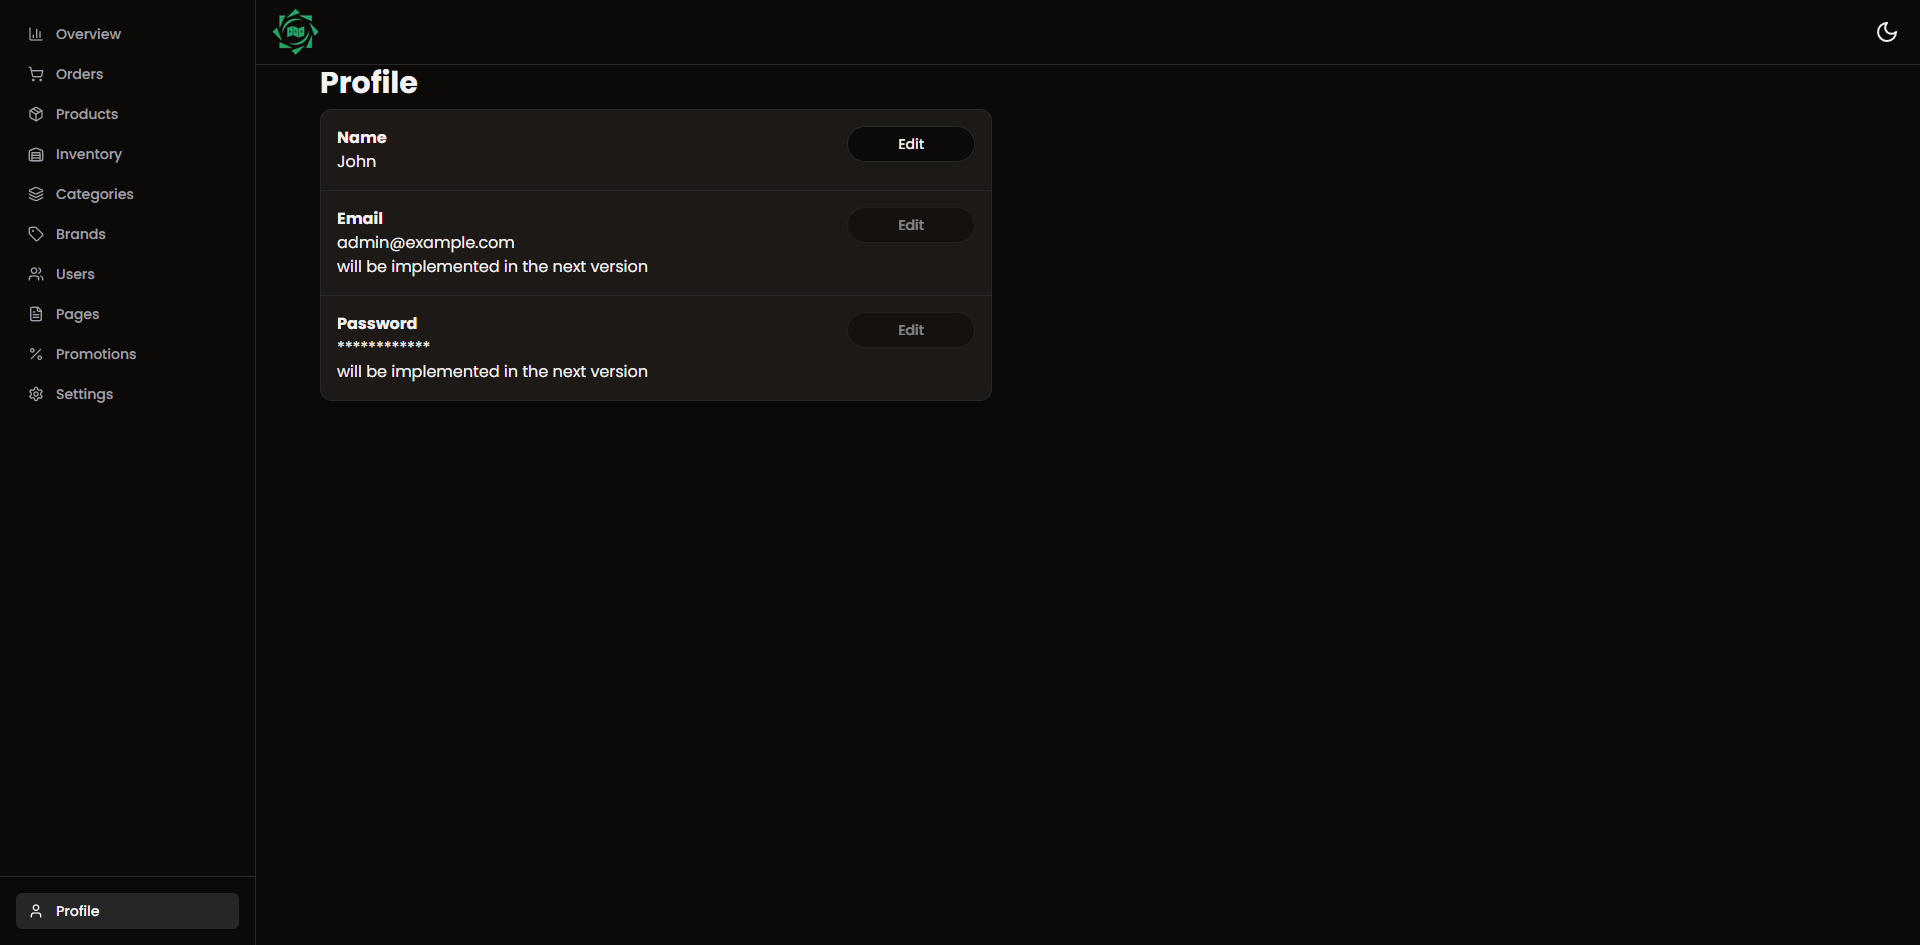 Overview
Orders
Products
Inventory
Categories
Brands
Users
Pages
Promotions
Settings
Profile
Profile
Name
John
Edit
Email
admin@example.com
will be implemented in the next version
Edit
Password
************
will be implemented in the next version
Edit